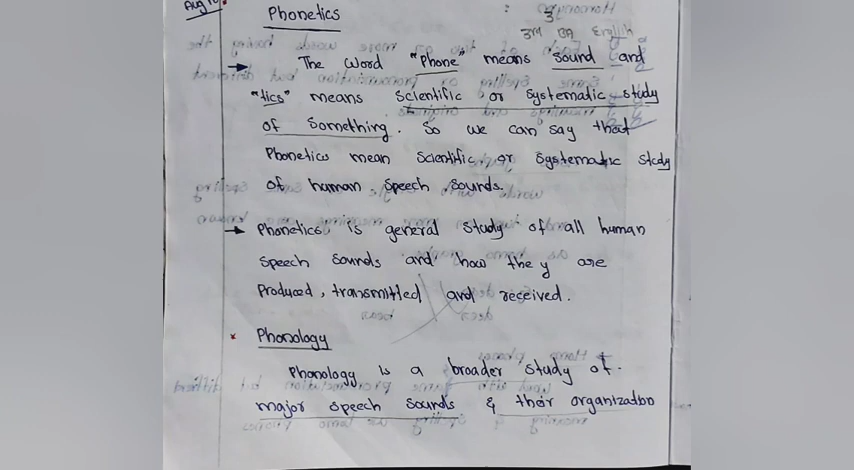 Aug
Phonetics
3
3rd BA English
→ The word "Phone" means sound and
"tics" means scientific or systematic study
of something. So we can say that
Phonetics mean scientific or systematic study
of human speech sounds.
→ Phonetics is general study of all human
speech sounds and how they are
Produced, transmitted and received.
* Phonology
Phonology is a broader study of
major speech sounds & their organization